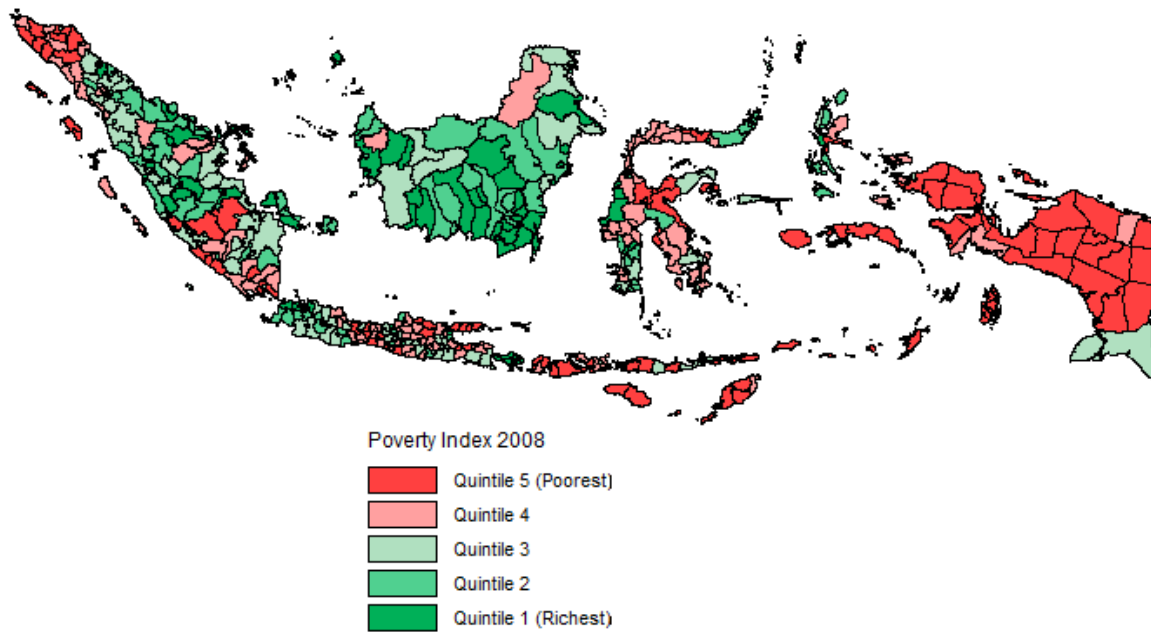 Poverty Index 2008
Quintile 5 (Poorest)
Quintile 4
Quintile 3
Quintile 2
Quintile 1 (Richest)